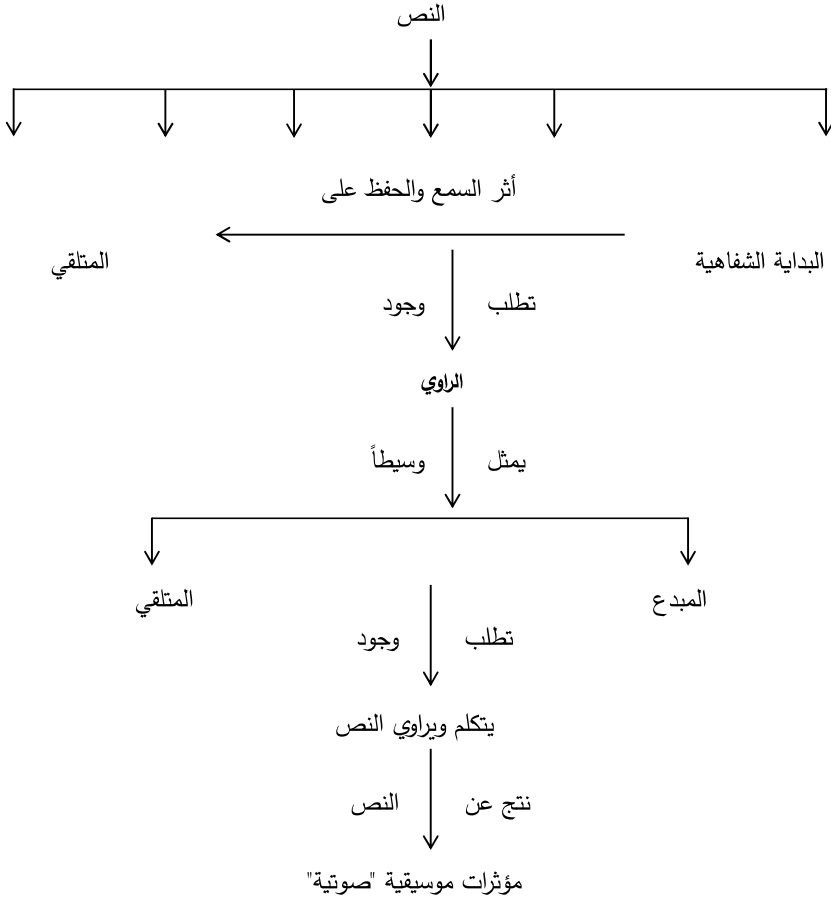 النص
أثر السمع والحفظ على
البداية الشفاهية
المتلقي
تطلب وجود
الراوي
يمثل وسيطاً
المبدع
المتلقي
تطلب وجود
يتكلم ويراوي النص
نتج عن النص
مؤثرات موسيقية "صوتية"